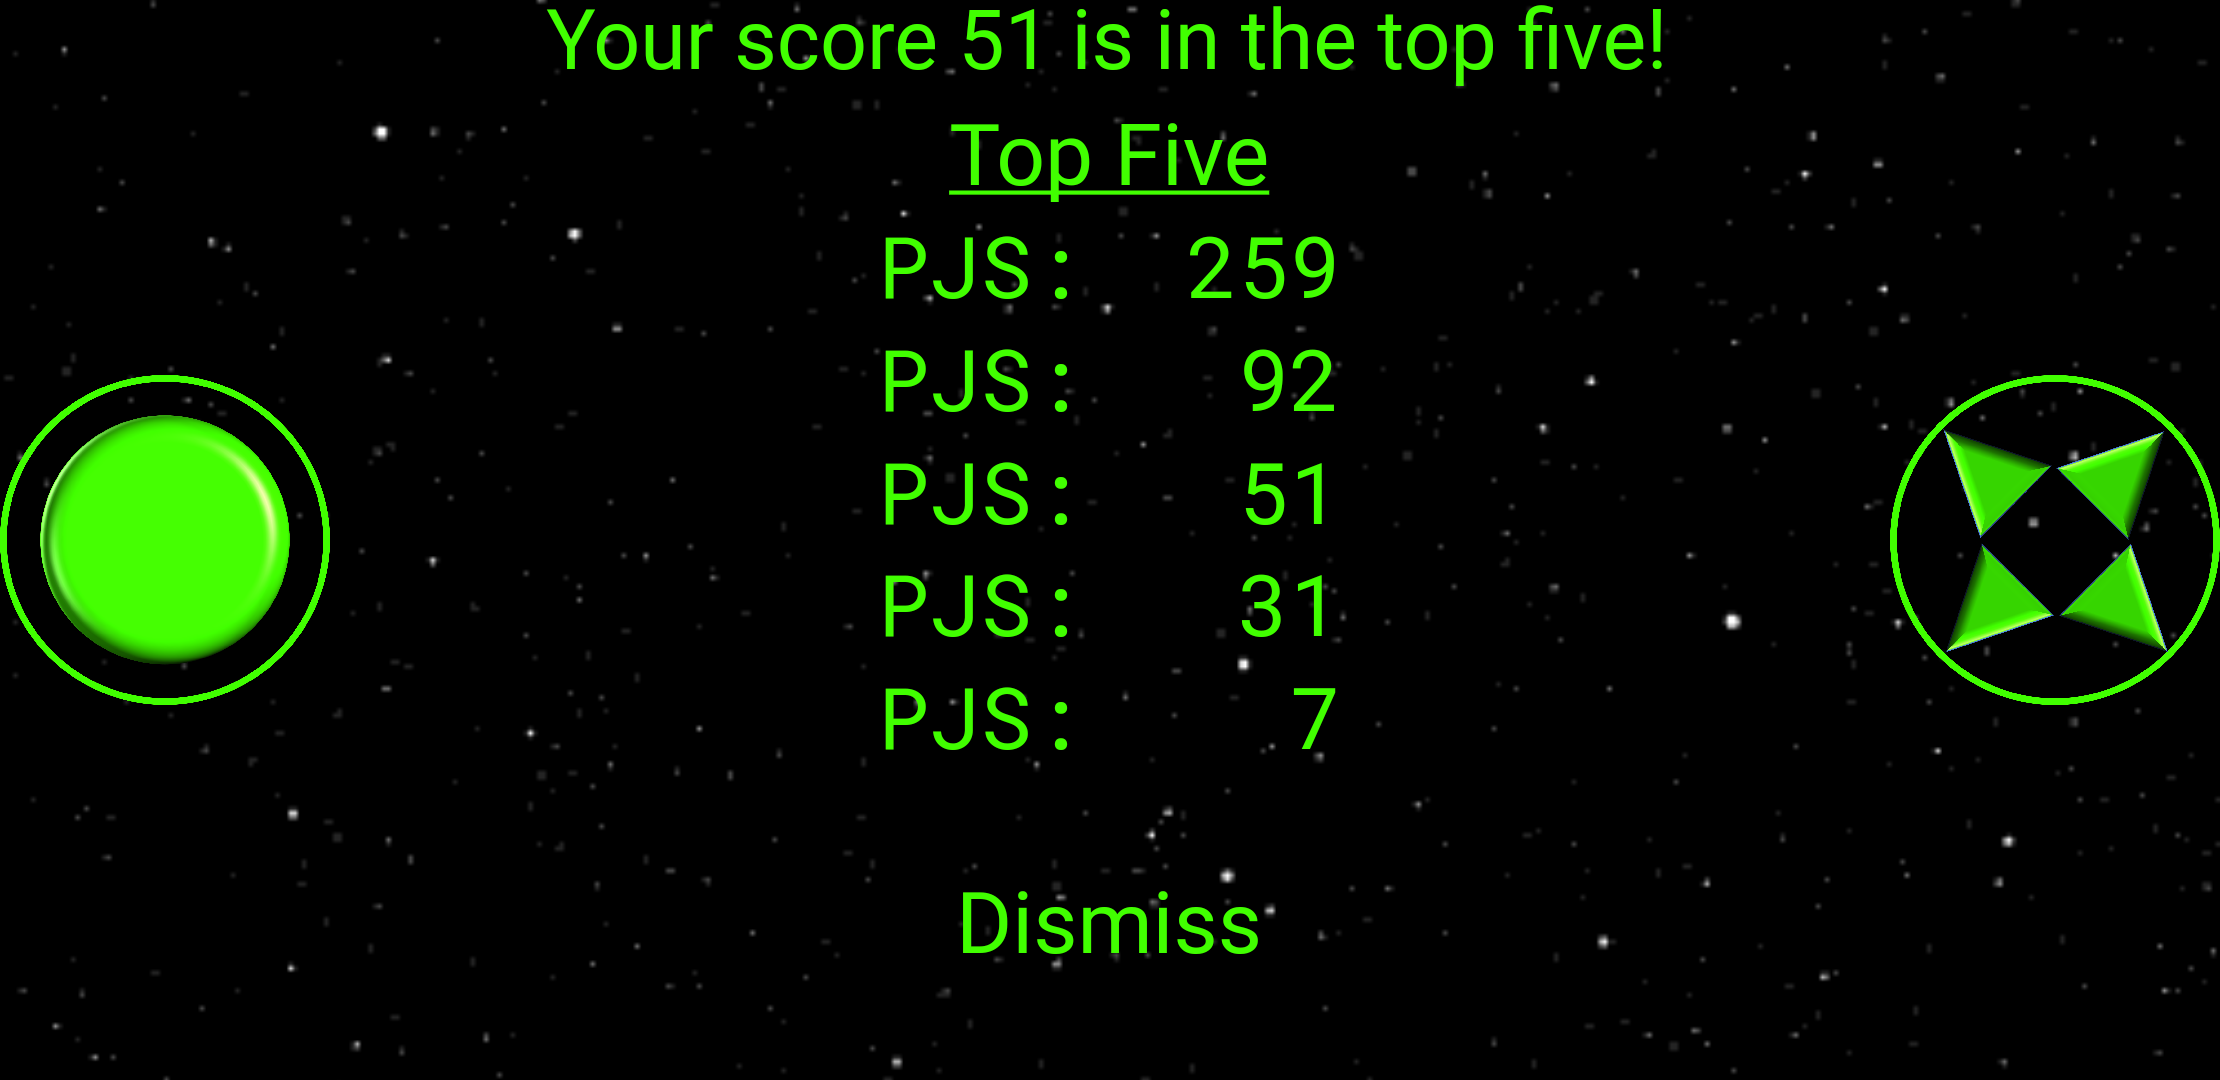 Your score 51 is in the top five!
Top Five
PJS: 259
PJS: 92
PJS: 51
PJS: 31
PJS: 7
Dismiss